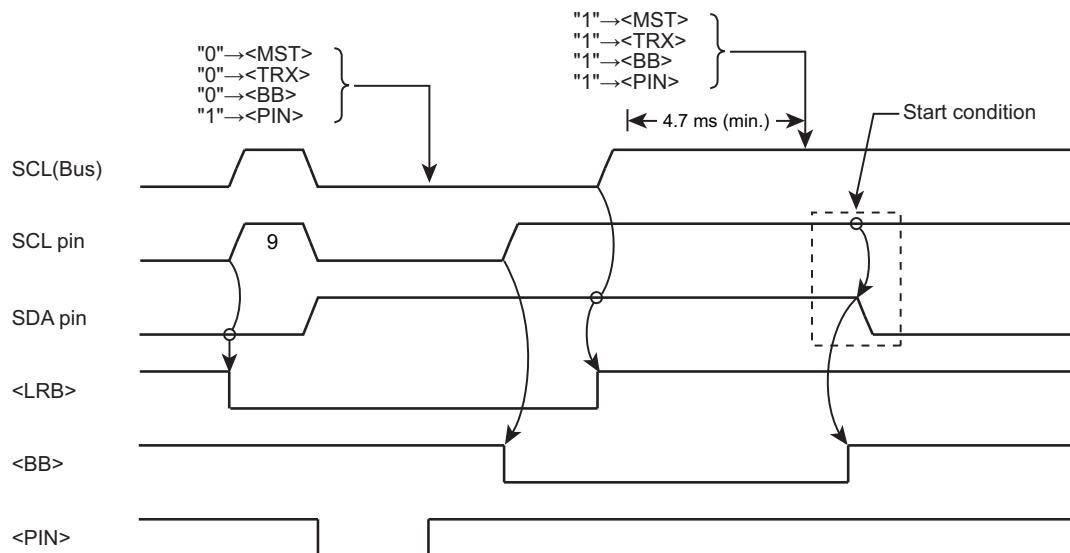 "0"→<MST>
"0"→<TRX>
"0"→<BB>
"1"→<PIN>
"1"→<MST>
"1"→<TRX>
"1"→<BB>
"1"→<PIN>
4.7 ms (min.)
Start condition
SCL(Bus)
SCL pin
9
SDA pin
<LRB>
<BB>
<PIN>